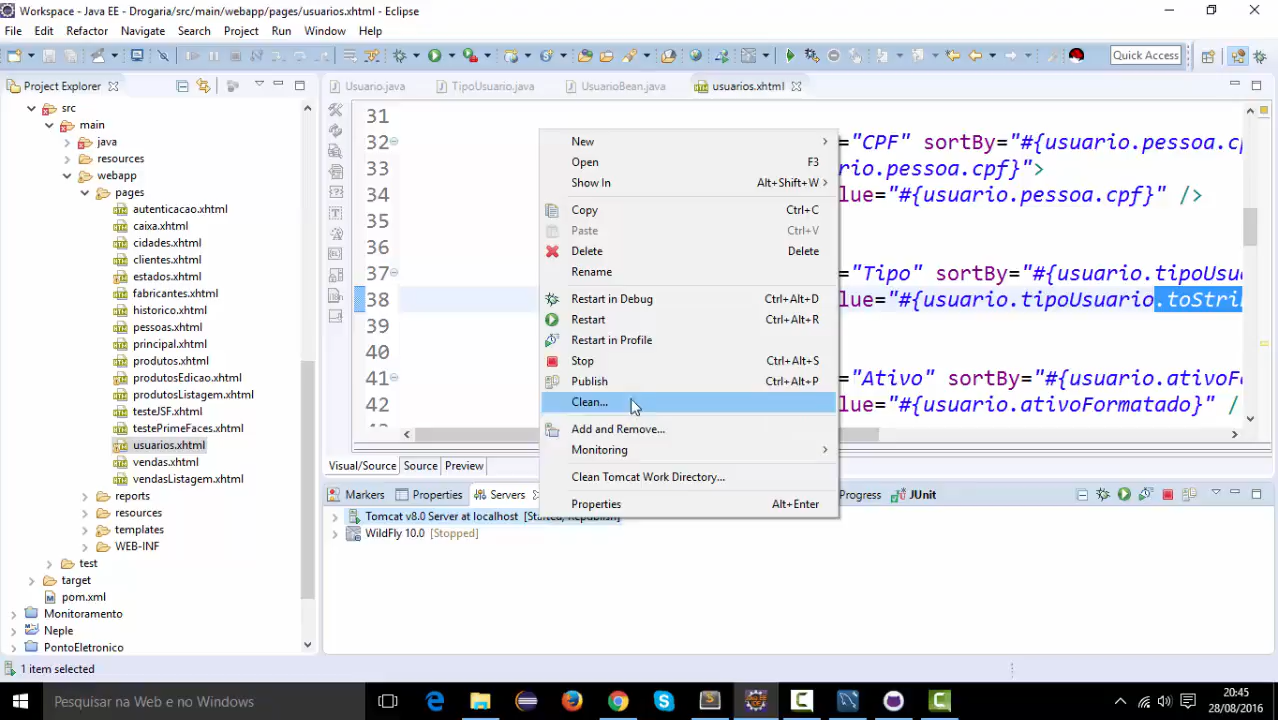 Workspace - Java EE - Drogaria/src/main/webapp/pages/usuarios.xhtml - Eclipse
File Edit Refactor Navigate Search Project Run Window Help
Quick Access
Project Explorer
src
main
java
resources
webapp
pages
autenticacao.xhtml
caixa.xhtml
cidades.xhtml
clientes.xhtml
estados.xhtml
fabricantes.xhtml
historico.xhtml
pessoas.xhtml
principal.xhtml
produtos.xhtml
produtosEdicao.xhtml
produtosListagem.xhtml
testeJSF.xhtml
testePrimeFaces.xhtml
usuarios.xhtml
vendas.xhtml
vendasListagem.xhtml
reports
resources
templates
WEB-INF
test
target
pom.xml
Monitoramento
Neple
PontoEletronico
Usuario.java TipoUsuario.java UsuarioBean.java usuarios.xhtml
31
32 ="CPF" sortBy="#{usuario.pessoa.cp
33 rio.pessoa.cpf}">
34 lue="#{usuario.pessoa.cpf}" />
35
36
37 ="Tipo" sortBy="#{usuario.tipoUsu
38 lue="#{usuario.tipoUsuario.toStri
39
40
41 ="Ativo" sortBy="#{usuario.ativoF
42 lue="#{usuario.ativoFormatado}" /
New
Open F3
Show In Alt+Shift+W
Copy Ctrl+C
Paste Ctrl+V
Delete Delete
Rename
Restart in Debug Ctrl+Alt+D
Restart Ctrl+Alt+R
Restart in Profile
Stop Ctrl+Alt+S
Publish Ctrl+Alt+P
Clean...
Add and Remove...
Monitoring
Clean Tomcat Work Directory...
Properties Alt+Enter
Visual/Source Source Preview
Markers Properties Servers Progress JUnit
Tomcat v8.0 Server at localhost [Started, Republish]
WildFly 10.0 [Stopped]
1 item selected
Pesquisar na Web e no Windows
20:45
28/08/2016